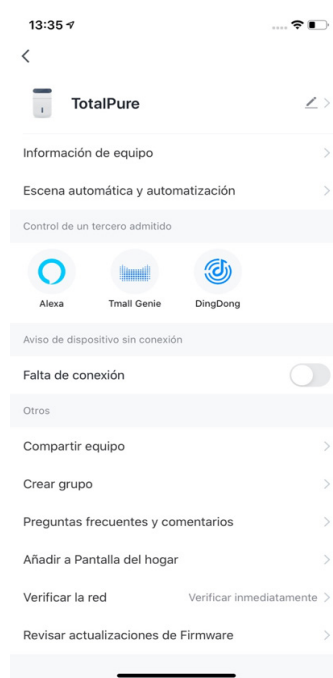 13:35
TotalPure
Información de equipo
Escena automática y automatización
Control de un tercero admitido
Alexa Tmall Genie DingDong
Aviso de dispositivo sin conexión
Falta de conexión
Otros
Compartir equipo
Crear grupo
Preguntas frecuentes y comentarios
Añadir a Pantalla del hogar
Verificar la red Verificar inmediatamente
Revisar actualizaciones de Firmware